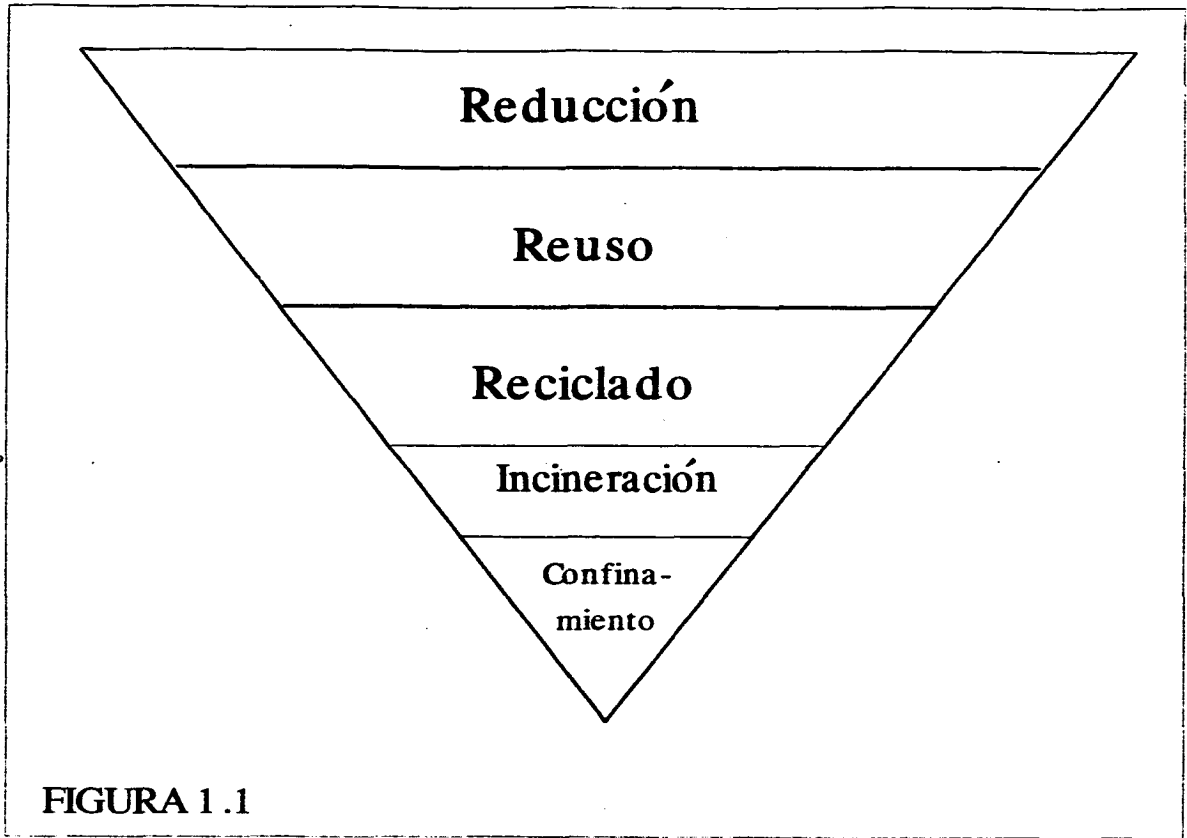 Reducción
Reuso
Reciclado
Incineración
Confina-
miento
FIGURA 1.1